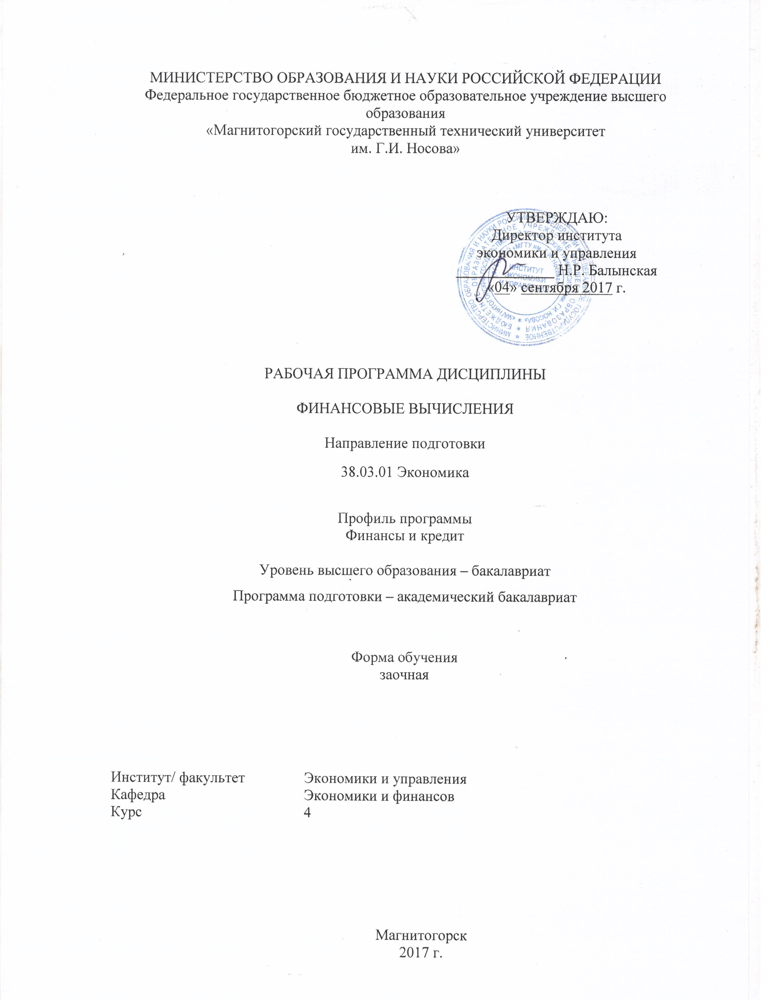 МИНИСТЕРСТВО ОБРАЗОВАНИЯ И НАУКИ РОССИЙСКОЙ ФЕДЕРАЦИИ
Федеральное государственное бюджетное образовательное учреждение высшего
образования
«Магнитогорский государственный технический университет
им. Г.И. Носова»
УТВЕРЖДАЮ:
Директор института
экономики и управления
Н.Р. Балынская
«04» сентября 2017 г.
ИНСТИТУТ
ЭКОНОМИКИ
И УПРАВЛЕНИЯ
РАБОЧАЯ ПРОГРАММА ДИСЦИПЛИНЫ
ФИНАНСОВЫЕ ВЫЧИСЛЕНИЯ
Направление подготовки
38.03.01 Экономика
Профиль программы
Финансы и кредит
Уровень высшего образования – бакалавриат
Программа подготовки – академический бакалавриат
Форма обучения
заочная
Институт/ факультет Экономики и управления
Кафедра Экономики и финансов
Курс 4
Магнитогорск
2017 г.